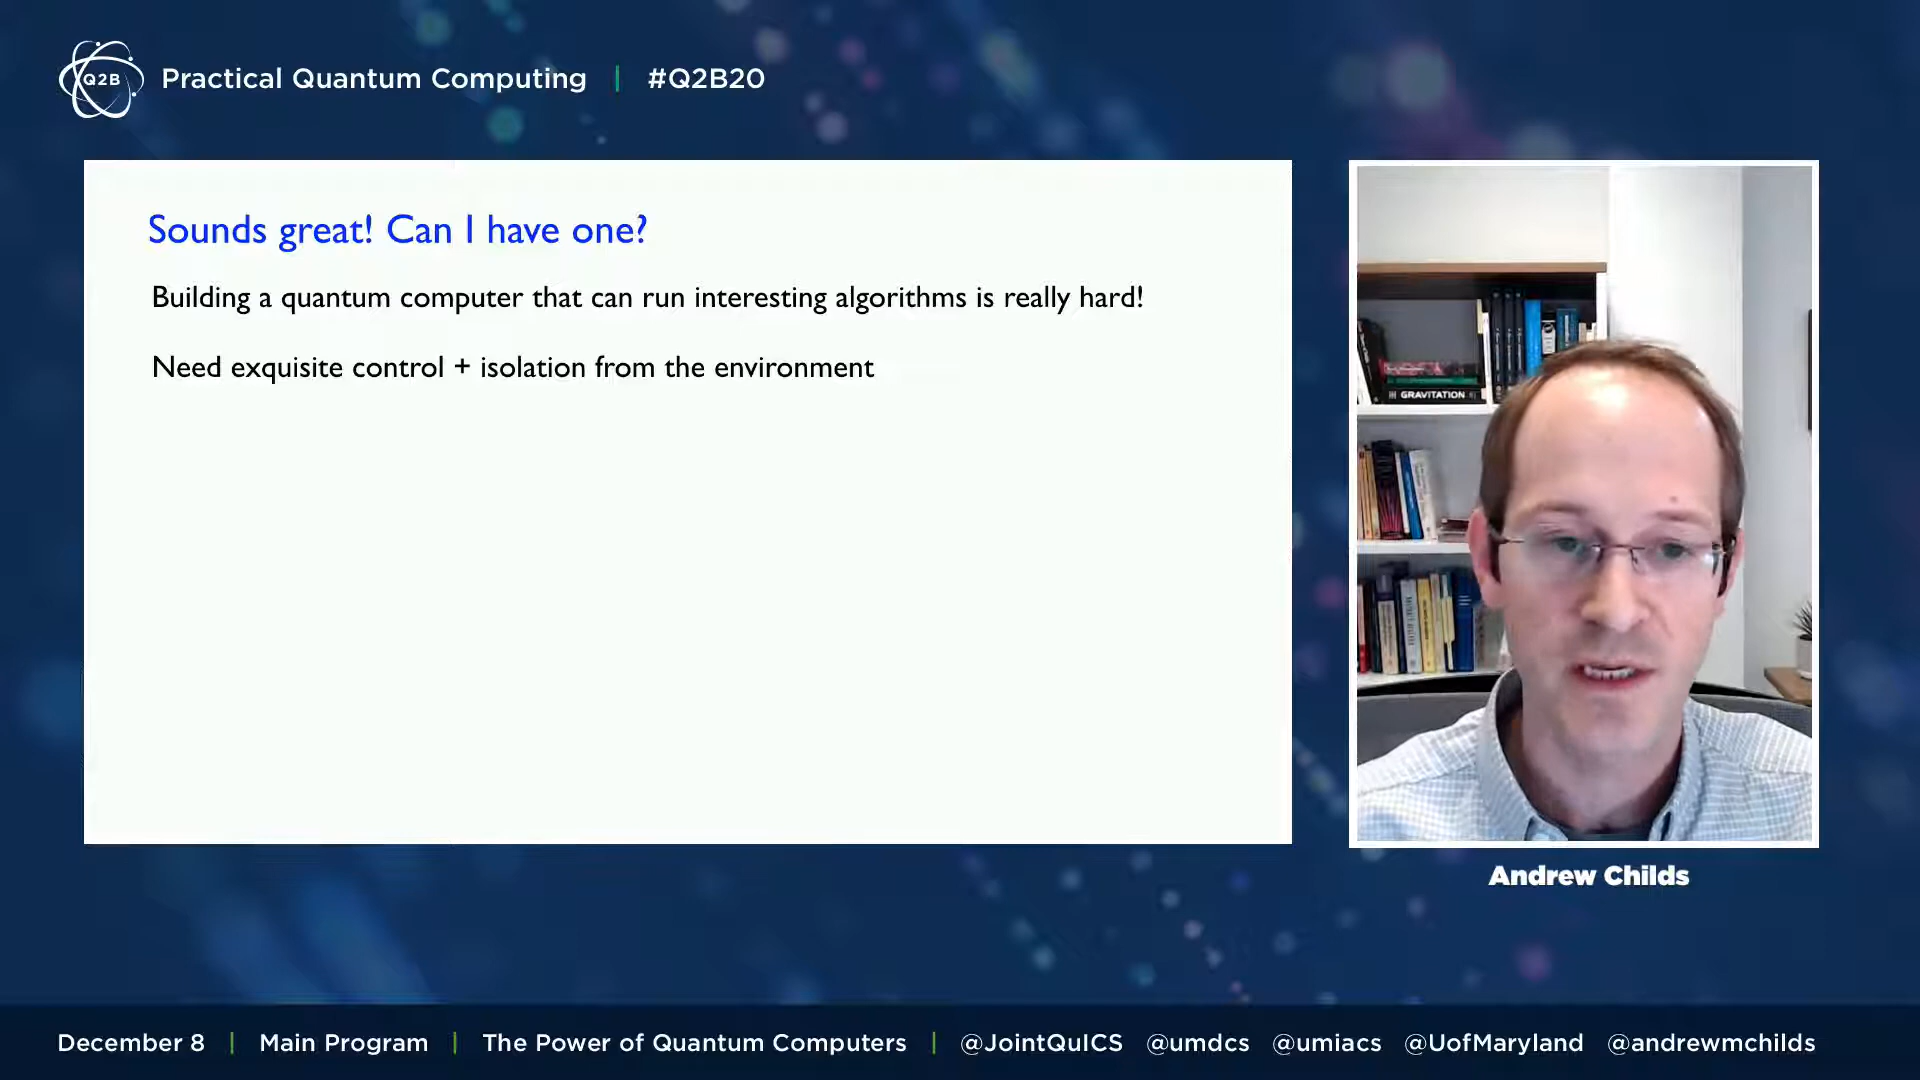 Q2B
Practical Quantum Computing | #Q2B20
Sounds great! Can I have one?
Building a quantum computer that can run interesting algorithms is really hard!
Need exquisite control + isolation from the environment
GRAVITATION
Andrew Childs
December 8 | Main Program | The Power of Quantum Computers | @JointQuICS @umdcs @umiacs @UofMaryland @andrewmchilds